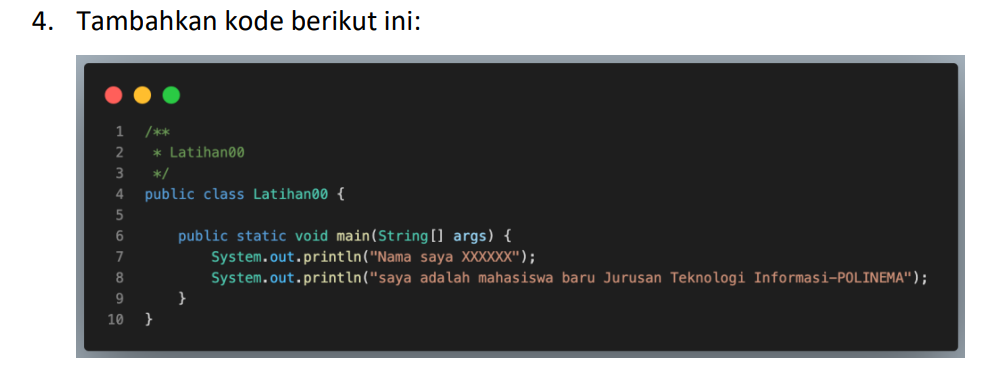 4. Tambahkan kode berikut ini:
1 /**
2  * Latihan00
3  */
4 public class Latihan00 {
5
6     public static void main(String[] args) {
7         System.out.println("Nama saya XXXXXX");
8         System.out.println("saya adalah mahasiswa baru Jurusan Teknologi Informasi-POLINEMA");
9     }
10 }